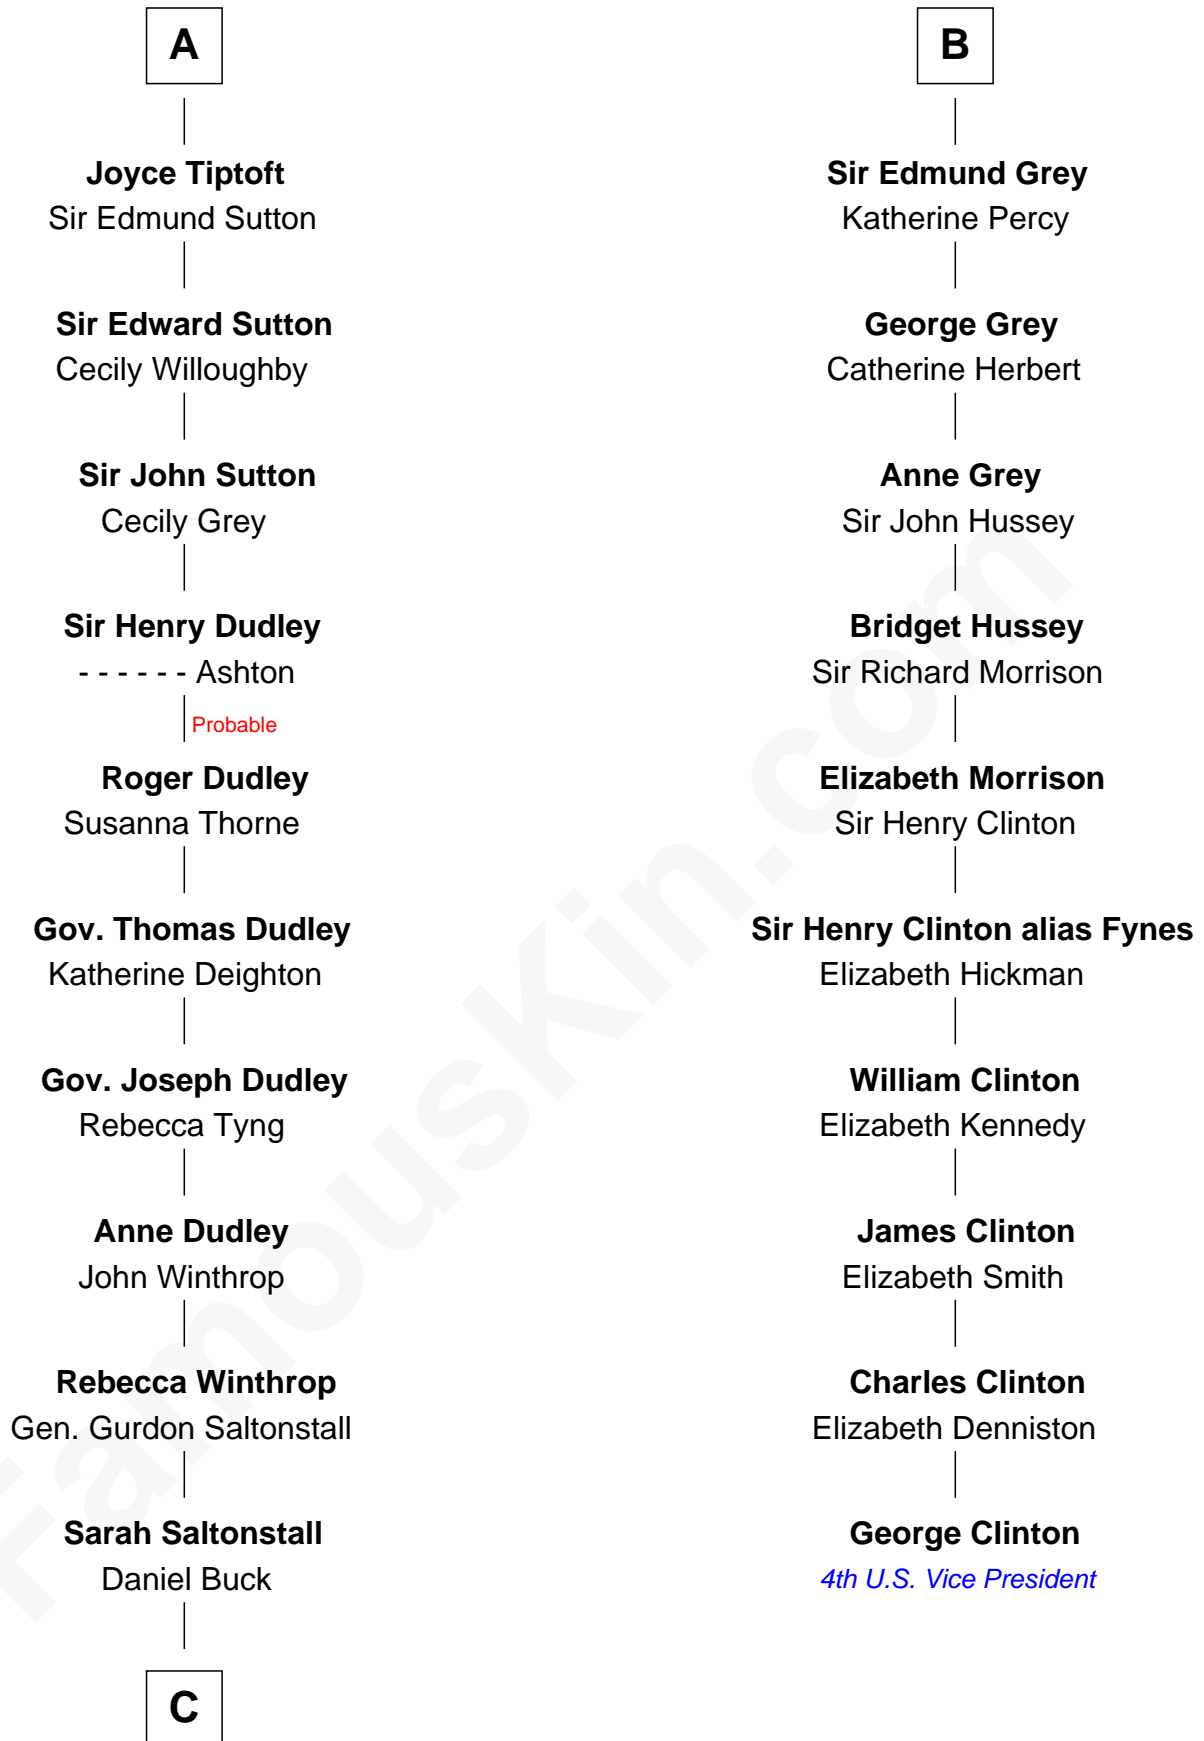 A
Joyce Tiptoft
Sir Edmund Sutton
Sir Edward Sutton
Cecily Willoughby
Sir John Sutton
Cecily Grey
Sir Henry Dudley
- - - - - - Ashton
Probable
Roger Dudley
Susanna Thorne
Gov. Thomas Dudley
Katherine Deighton
Gov. Joseph Dudley
Rebecca Tyng
Anne Dudley
John Winthrop
Rebecca Winthrop
Gen. Gurdon Saltonstall
Sarah Saltonstall
Daniel Buck
C
B
Sir Edmund Grey
Katherine Percy
George Grey
Catherine Herbert
Anne Grey
Sir John Hussey
Bridget Hussey
Sir Richard Morrison
Elizabeth Morrison
Sir Henry Clinton
Sir Henry Clinton alias Fynes
Elizabeth Hickman
William Clinton
Elizabeth Kennedy
James Clinton
Elizabeth Smith
Charles Clinton
Elizabeth Denniston
George Clinton
4th U.S. Vice President
FamousKin.com